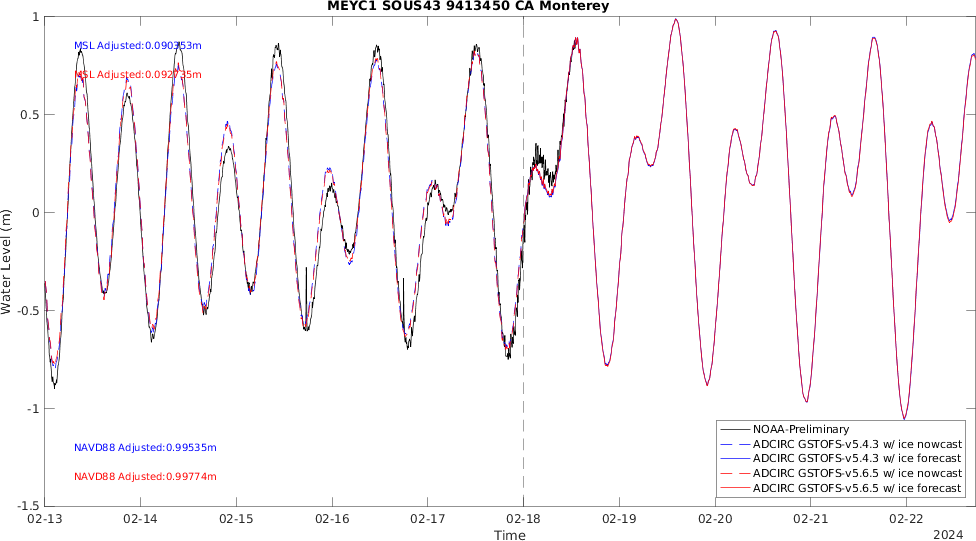 MEYC1 SOUS43 9413450 CA Monterey
1
0.5
0
-0.5
-1
-1.5
Water Level (m)
MSL Adjusted:0.090353m
MSL Adjusted:0.092735m
NAVD88 Adjusted:0.99535m
NAVD88 Adjusted:0.99774m
NOAA-Preliminary
ADCIRC GSTOFS-v5.4.3 w/ ice nowcast
ADCIRC GSTOFS-v5.4.3 w/ ice forecast
ADCIRC GSTOFS-v5.6.5 w/ ice nowcast
ADCIRC GSTOFS-v5.6.5 w/ ice forecast
02-13 02-14 02-15 02-16 02-17 02-18 02-19 02-20 02-21 02-22
Time
2024